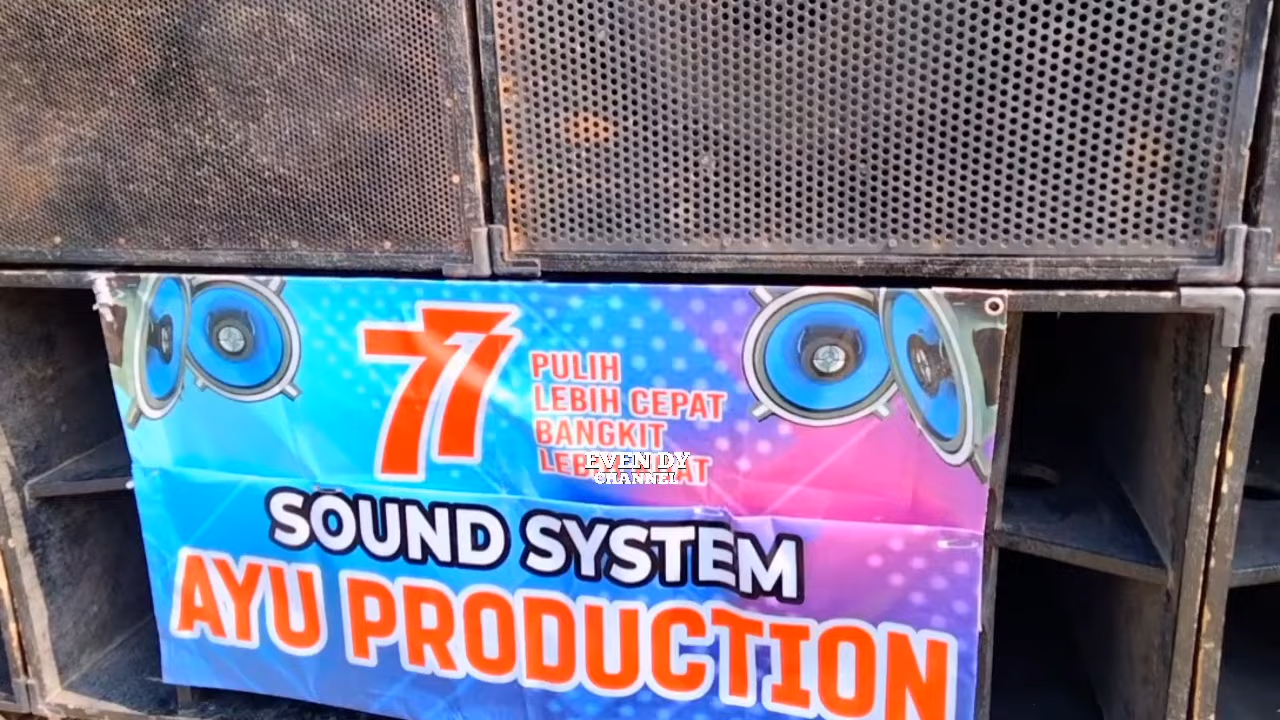 77
PULIH
LEBIH CEPAT
BANGKIT
EVEN DY
CHANNEL
SOUND SYSTEM
AYU PRODUCTION